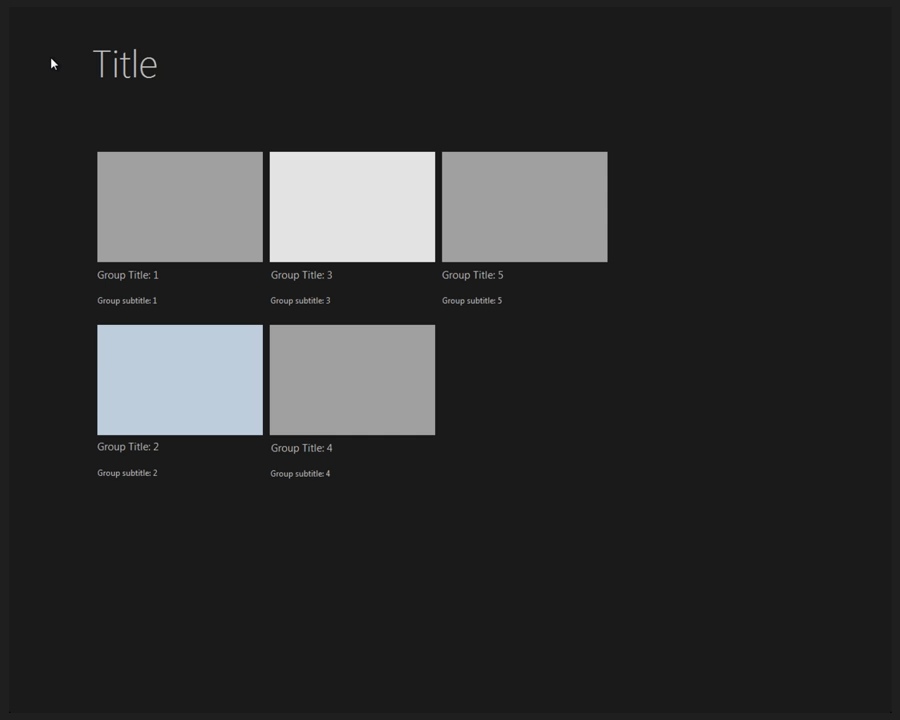 Title
Group Title: 1
Group subtitle: 1
Group Title: 3
Group subtitle: 3
Group Title: 5
Group subtitle: 5
Group Title: 2
Group subtitle: 2
Group Title: 4
Group subtitle: 4